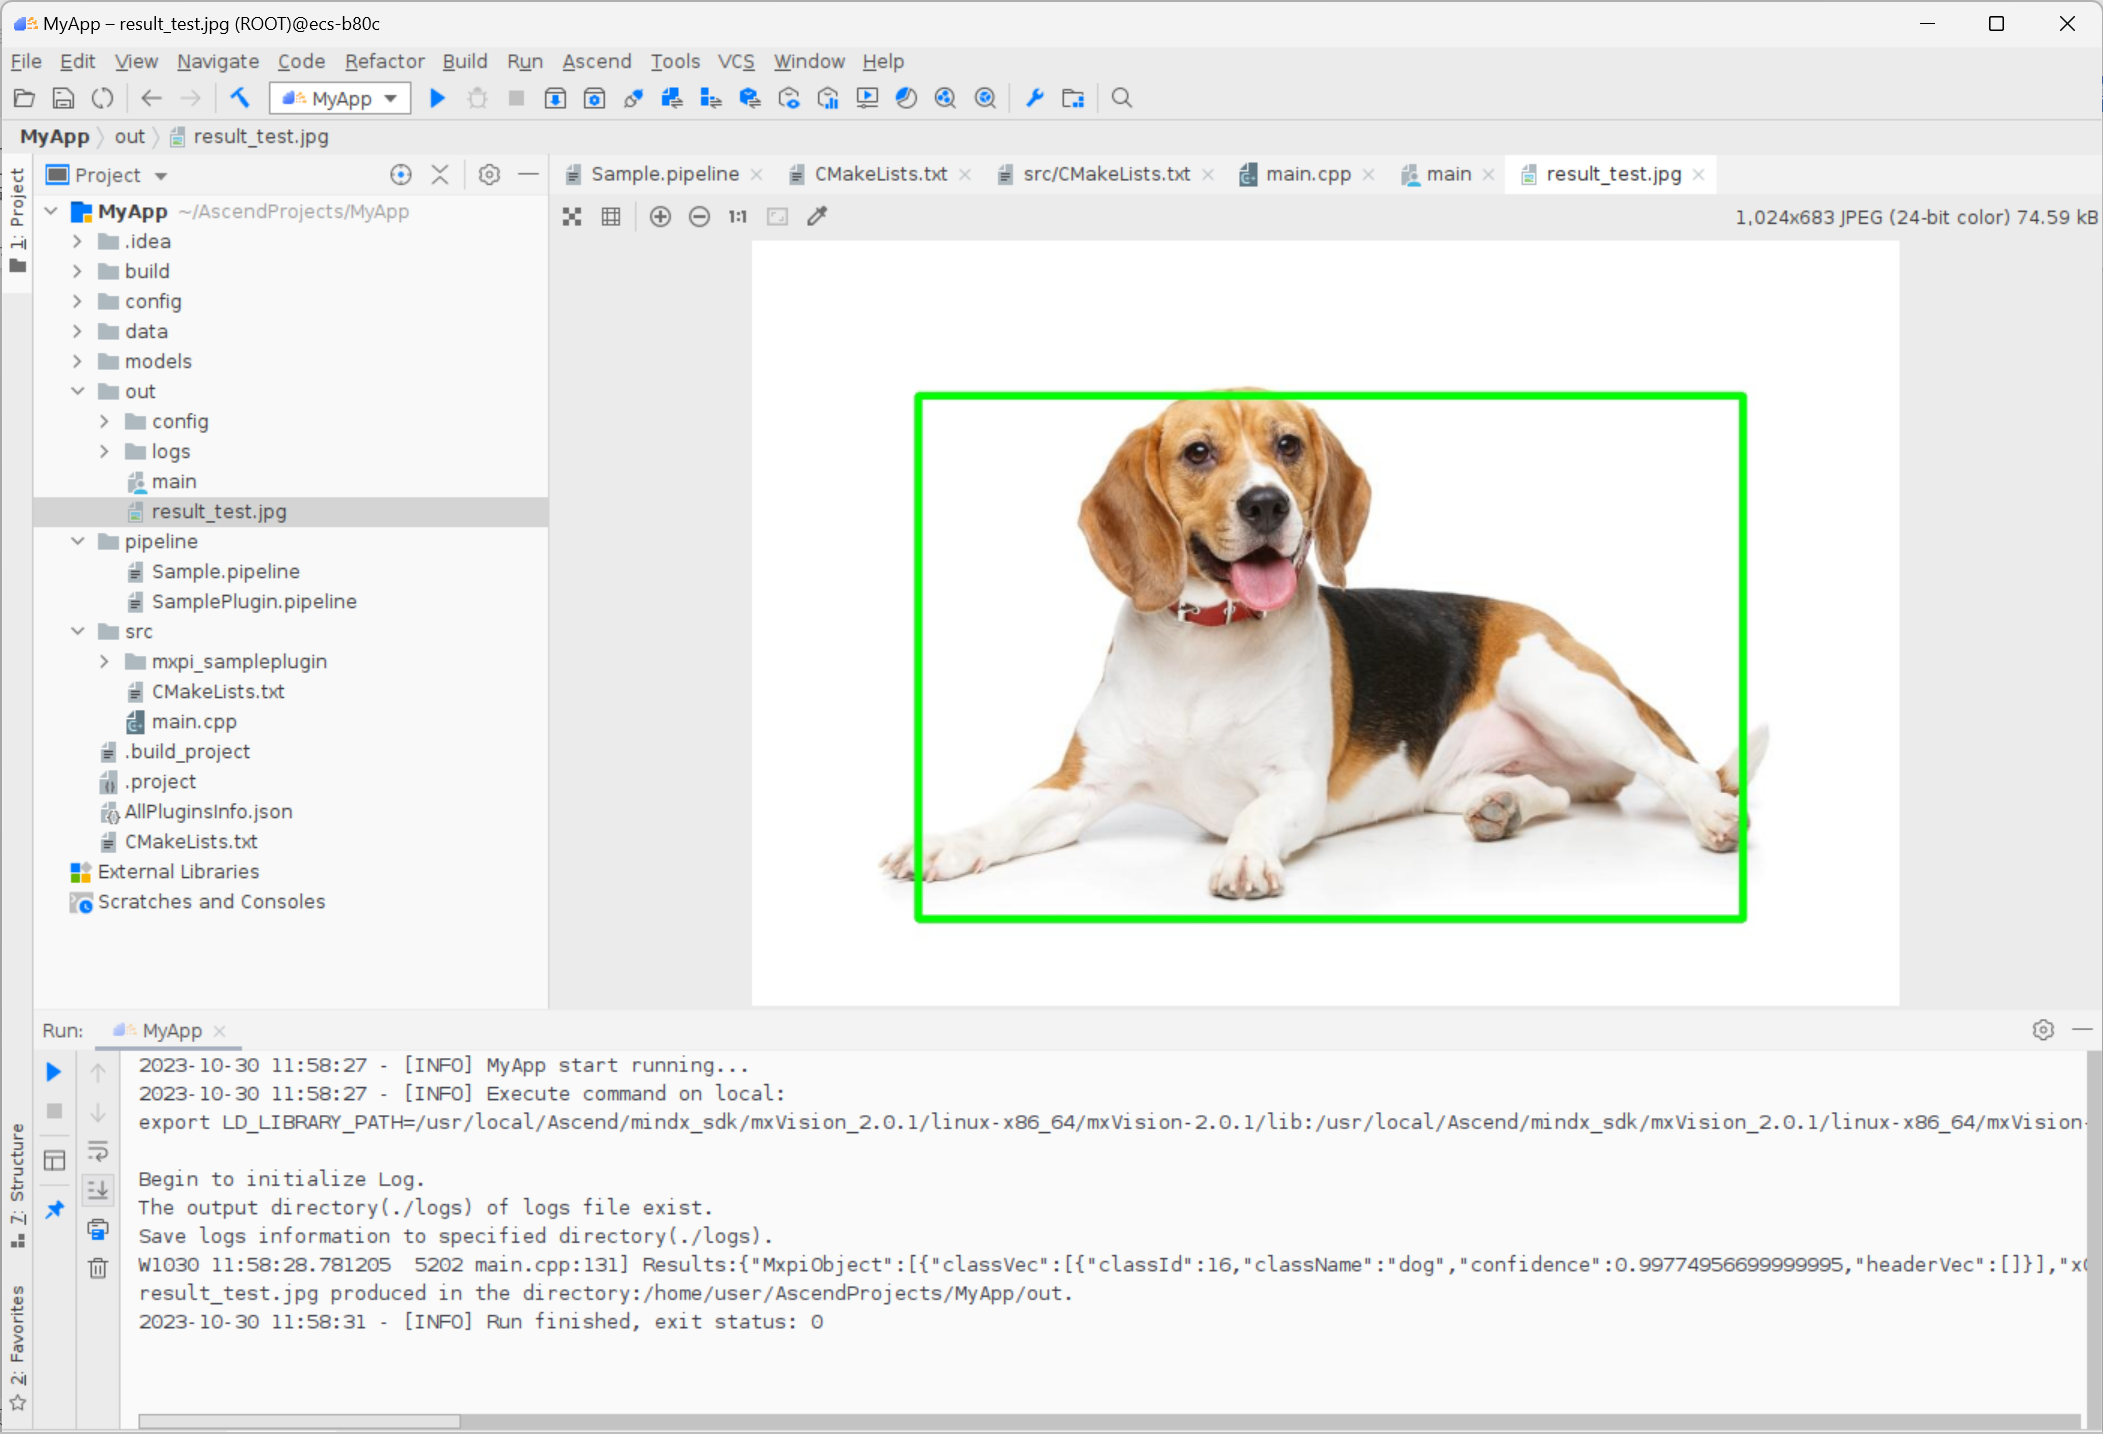 MyApp – result_test.jpg (ROOT)@ecs-b80c
File Edit View Navigate Code Refactor Build Run Ascend Tools VCS Window Help
MyApp
MyApp out result_test.jpg
1: Project
Project
Sample.pipeline CMakeLists.txt src/CMakeLists.txt main.cpp main result_test.jpg
1:1
1,024x683 JPEG (24-bit color) 74.59 kB
MyApp ~/AscendProjects/MyApp
.idea
build
config
data
models
out
config
logs
main
result_test.jpg
pipeline
Sample.pipeline
SamplePlugin.pipeline
src
mxpi_sampleplugin
CMakeLists.txt
main.cpp
.build_project
.project
AllPluginsInfo.json
CMakeLists.txt
External Libraries
Scratches and Consoles
Run: MyApp
7: Structure
2: Favorites
2023-10-30 11:58:27 - [INFO] MyApp start running...
2023-10-30 11:58:27 - [INFO] Execute command on local:
export LD_LIBRARY_PATH=/usr/local/Ascend/mindx_sdk/mxVision_2.0.1/linux-x86_64/mxVision-2.0.1/lib:/usr/local/Ascend/mindx_sdk/mxVision_2.0.1/linux-x86_64/mxVision-
Begin to initialize Log.
The output directory(./logs) of logs file exist.
Save logs information to specified directory(./logs).
W1030 11:58:28.781205  5202 main.cpp:131] Results:{"MxpiObject":[{"classVec":[{"classId":16,"className":"dog","confidence":0.99774956699999995,"headerVec":[]}],"x0
result_test.jpg produced in the directory:/home/user/AscendProjects/MyApp/out.
2023-10-30 11:58:31 - [INFO] Run finished, exit status: 0